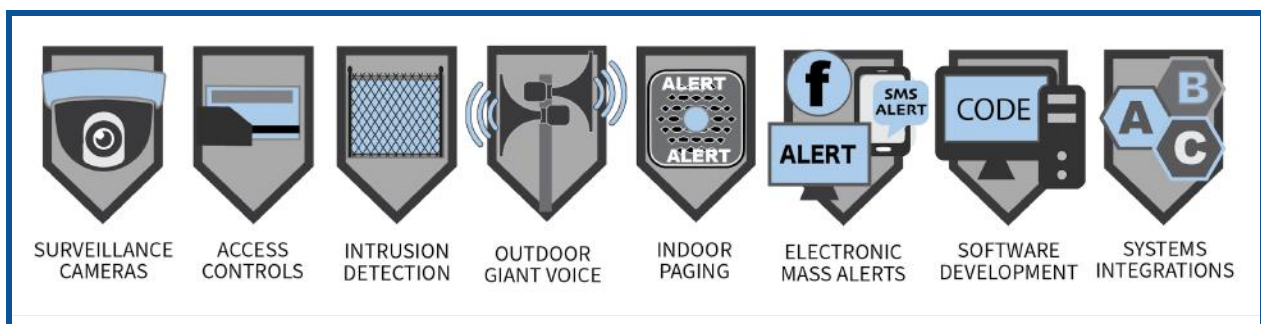 ALERT
ALERT
f
SMS
ALERT
ALERT
CODE
A
B
C
SURVEILLANCE
CAMERAS
ACCESS
CONTROLS
INTRUSION
DETECTION
OUTDOOR
GIANT VOICE
INDOOR
PAGING
ELECTRONIC
MASS ALERTS
SOFTWARE
DEVELOPMENT
SYSTEMS
INTEGRATIONS